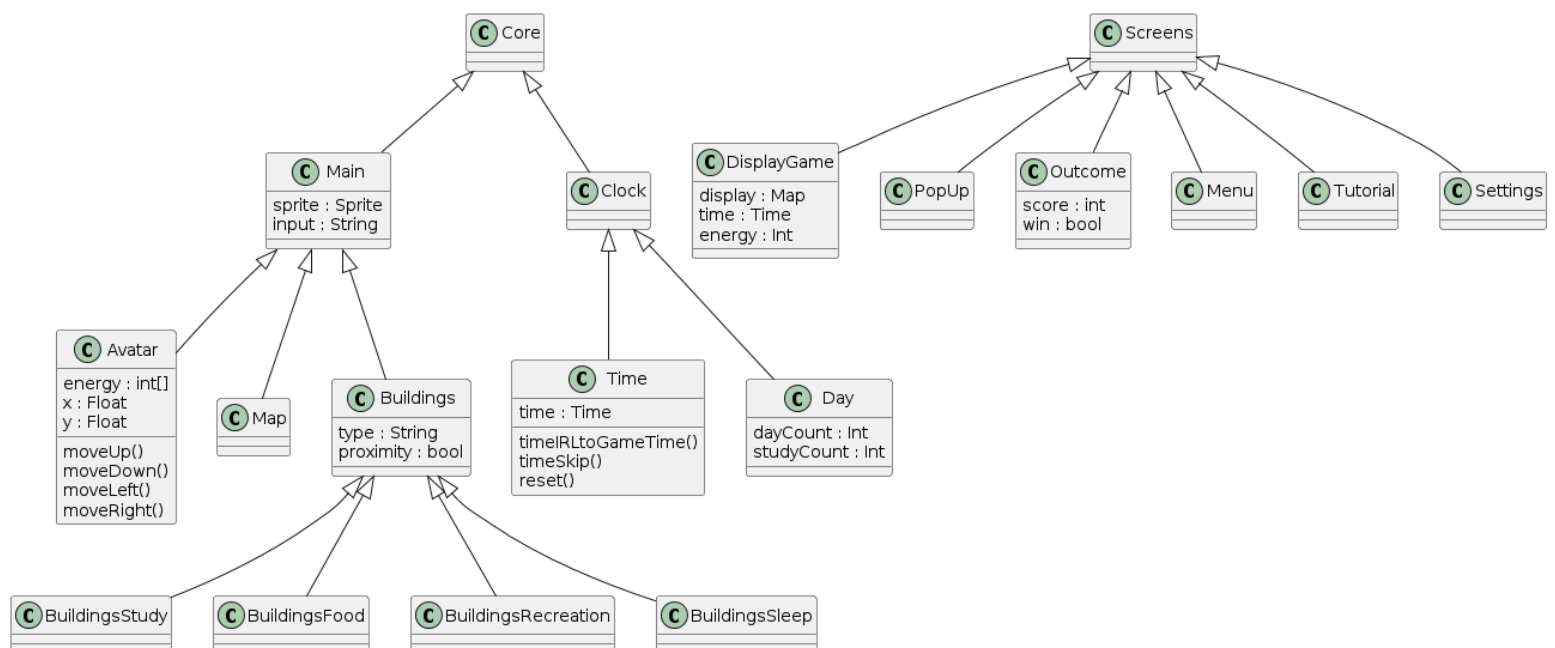 C Core
C Screens
C Main
sprite : Sprite
input : String
C Clock
C DisplayGame
display : Map
time : Time
energy : Int
C PopUp
C Outcome
score : int
win : bool
C Menu
C Tutorial
C Settings
C Avatar
energy : int[]
x : Float
y : Float
moveUp()
moveDown()
moveLeft()
moveRight()
C Map
C Buildings
type : String
proximity : bool
C Time
time : Time
timeIRLtoGameTime()
timeSkip()
reset()
C Day
dayCount : Int
studyCount : Int
C BuildingsStudy
C BuildingsFood
C BuildingsRecreation
C BuildingsSleep